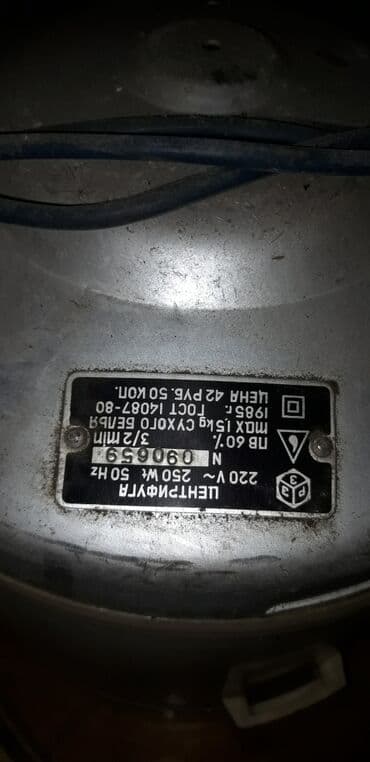 ЦЕНТРИФУГА
220 V ~ 250 Wt 50 Hz
N 090659
ПВ 60% 3/2 min
max 1,5 kg СУХОГО БЕЛЬЯ
1985 г. ГОСТ 14087-80
ЦЕНА 42 РУБ. 50 КОП.